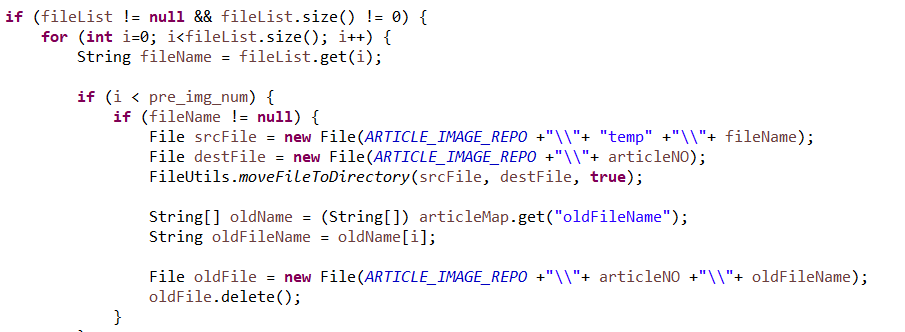 if (fileList != null && fileList.size() != 0) {
    for (int i=0; i<fileList.size(); i++) {
        String fileName = fileList.get(i);

        if (i < pre_img_num) {
            if (fileName != null) {
                File srcFile = new File(ARTICLE_IMAGE_REPO +"\\"+ "temp" +"\\"+ fileName);
                File destFile = new File(ARTICLE_IMAGE_REPO +"\\"+ articleNO);
                FileUtils.moveFileToDirectory(srcFile, destFile, true);

                String[] oldName = (String[]) articleMap.get("oldFileName");
                String oldFileName = oldName[i];

                File oldFile = new File(ARTICLE_IMAGE_REPO +"\\"+ articleNO +"\\"+ oldFileName);
                oldFile.delete();
            }